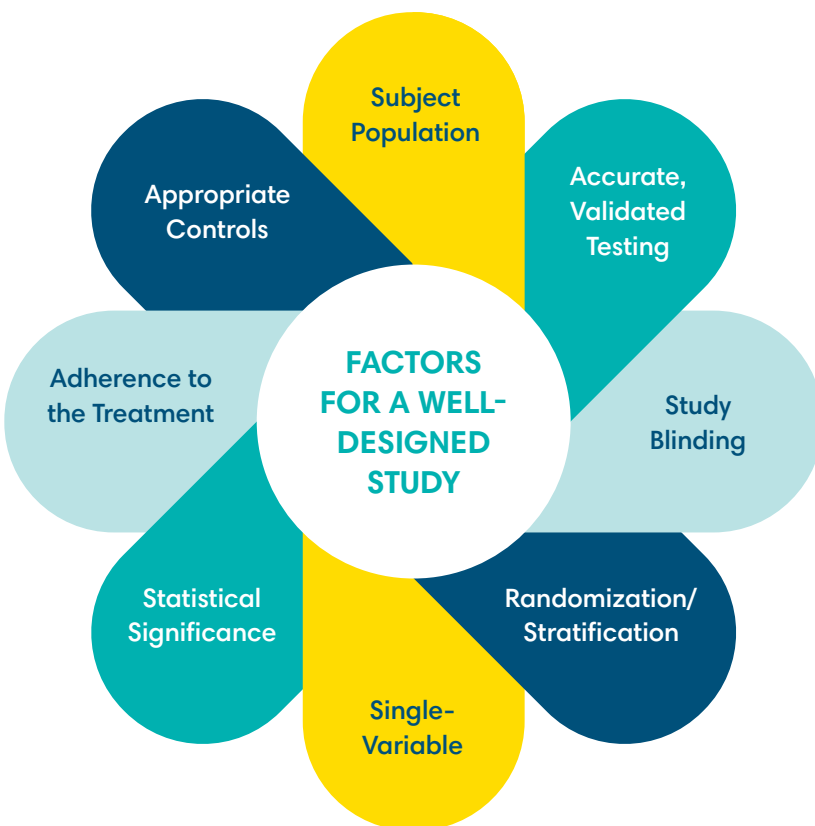 Subject
Population
Accurate,
Validated
Testing
Study
Blinding
Randomization/
Stratification
Single-
Variable
Statistical
Significance
Adherence to
the Treatment
Appropriate
Controls
FACTORS
FOR A WELL-
DESIGNED
STUDY